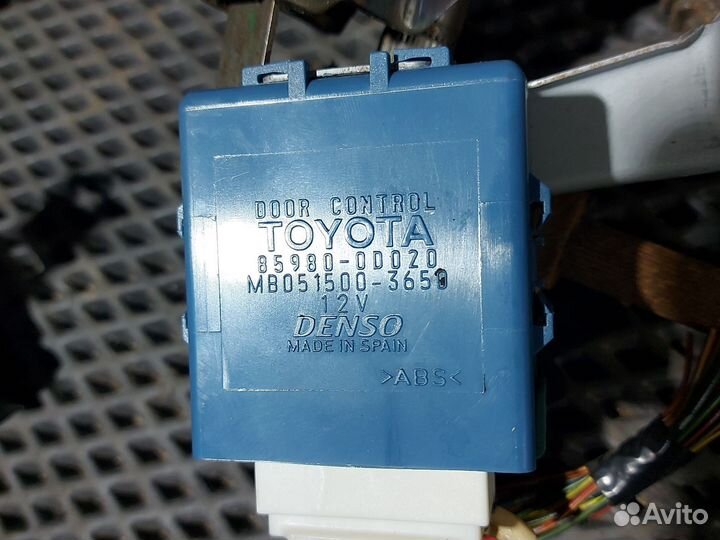 DOOR CONTROL
TOYOTA
85980-0D020
MB051500-3650
12V
DENSO
MADE IN SPAIN
>ABS<
Avito